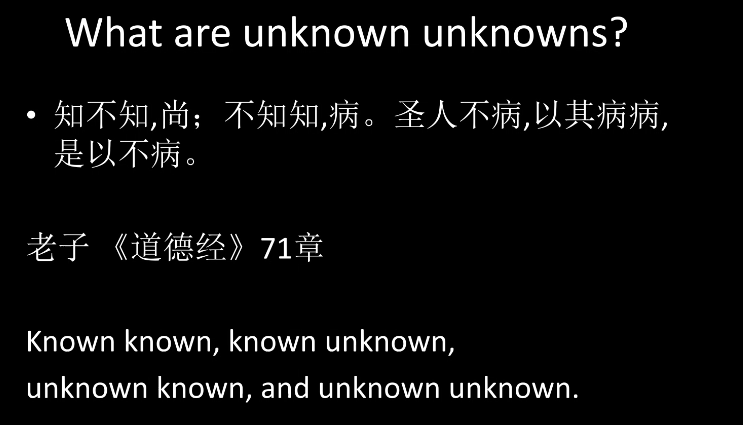 What are unknown unknowns?
• 知不知,尚；不知知,病。圣人不病,以其病病,
是以不病。
老子 《道德经》71章
Known known, known unknown,
unknown known, and unknown unknown.